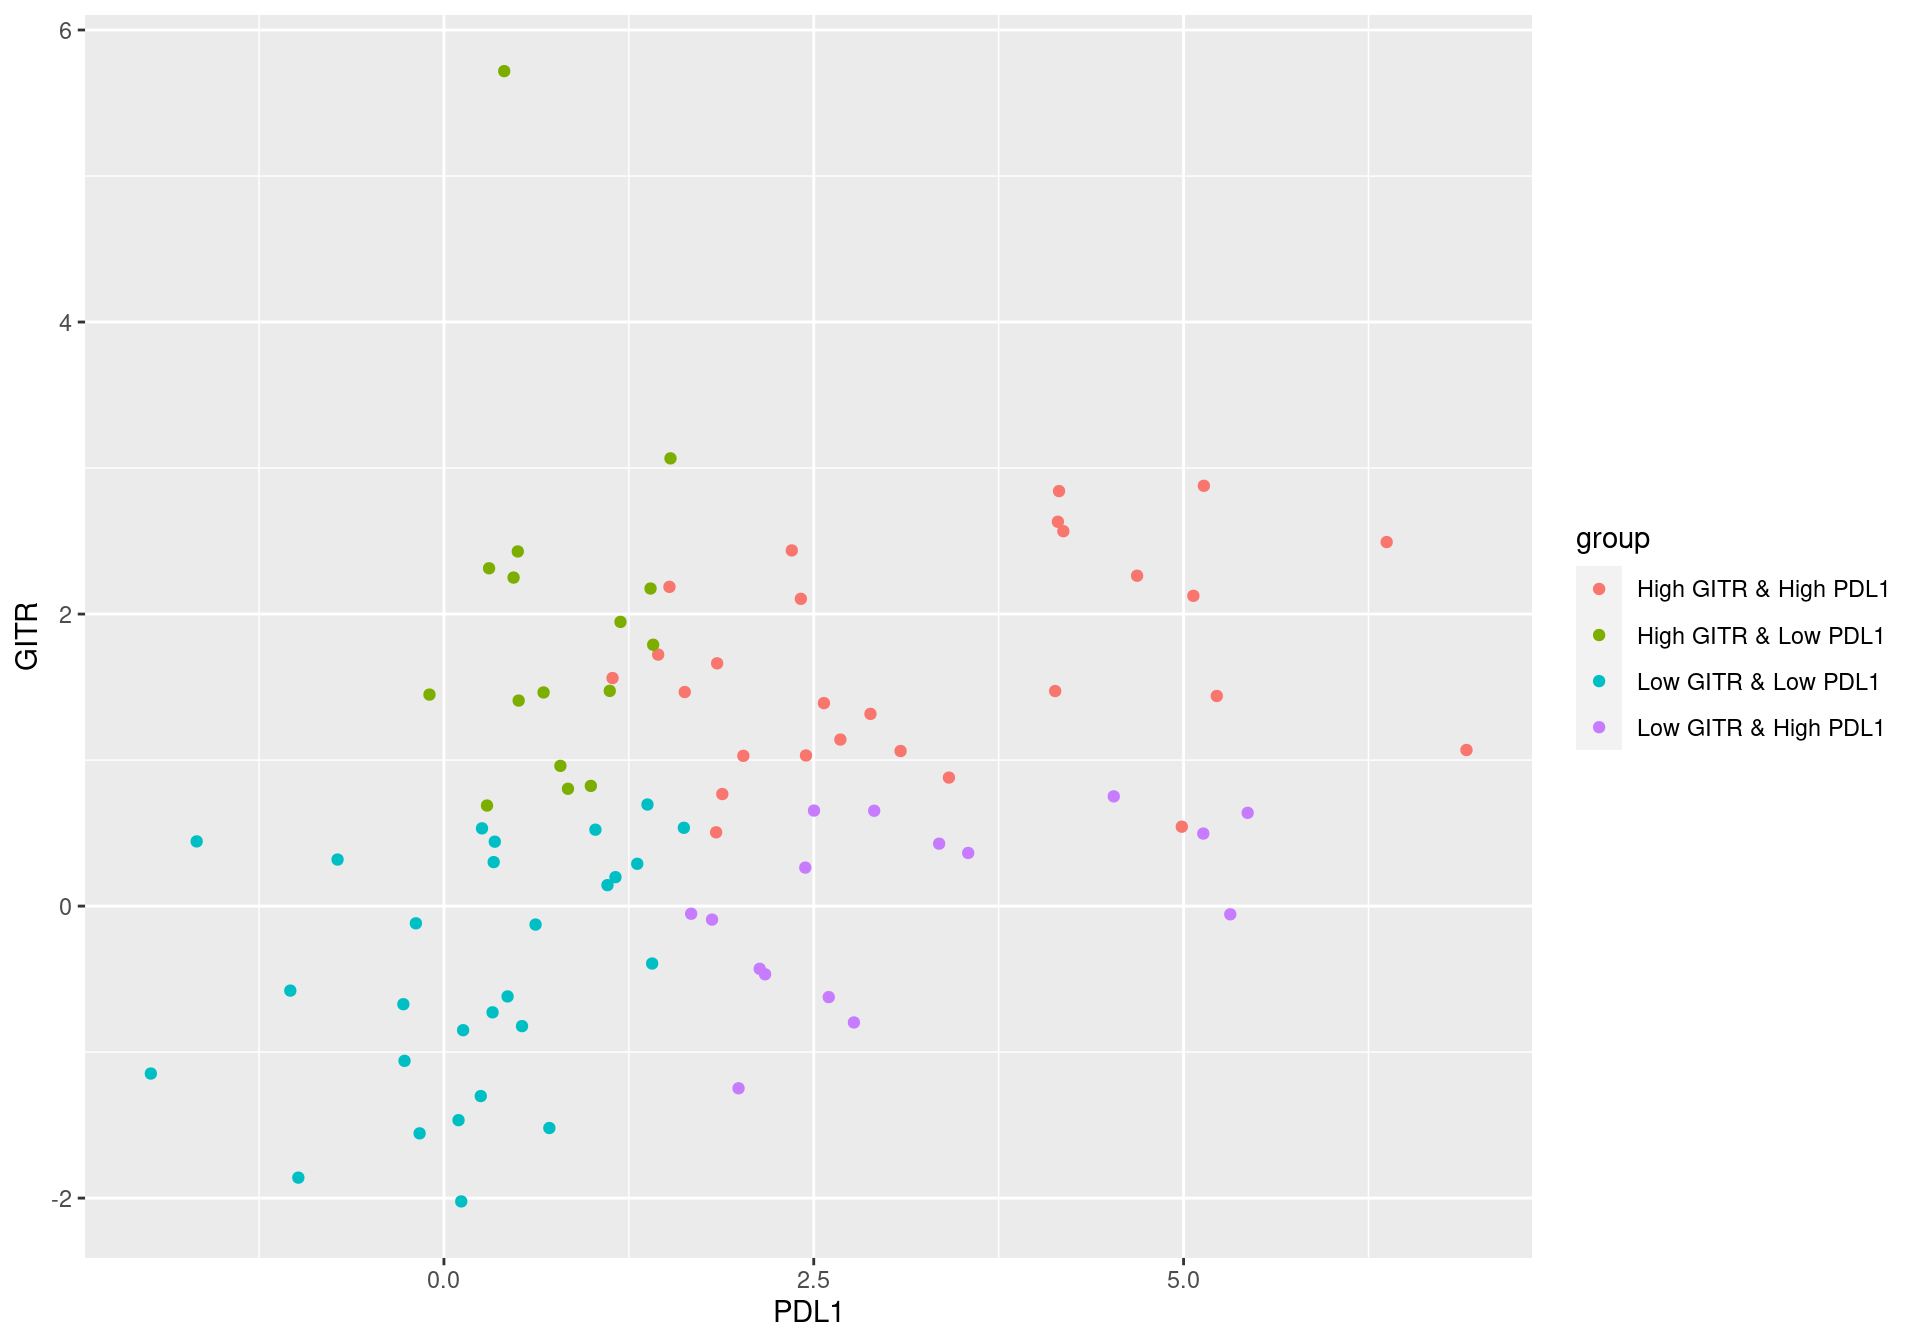 6
4
2
0
-2
GITR
0.0
2.5
5.0
PDL1
group
High GITR & High PDL1
High GITR & Low PDL1
Low GITR & Low PDL1
Low GITR & High PDL1